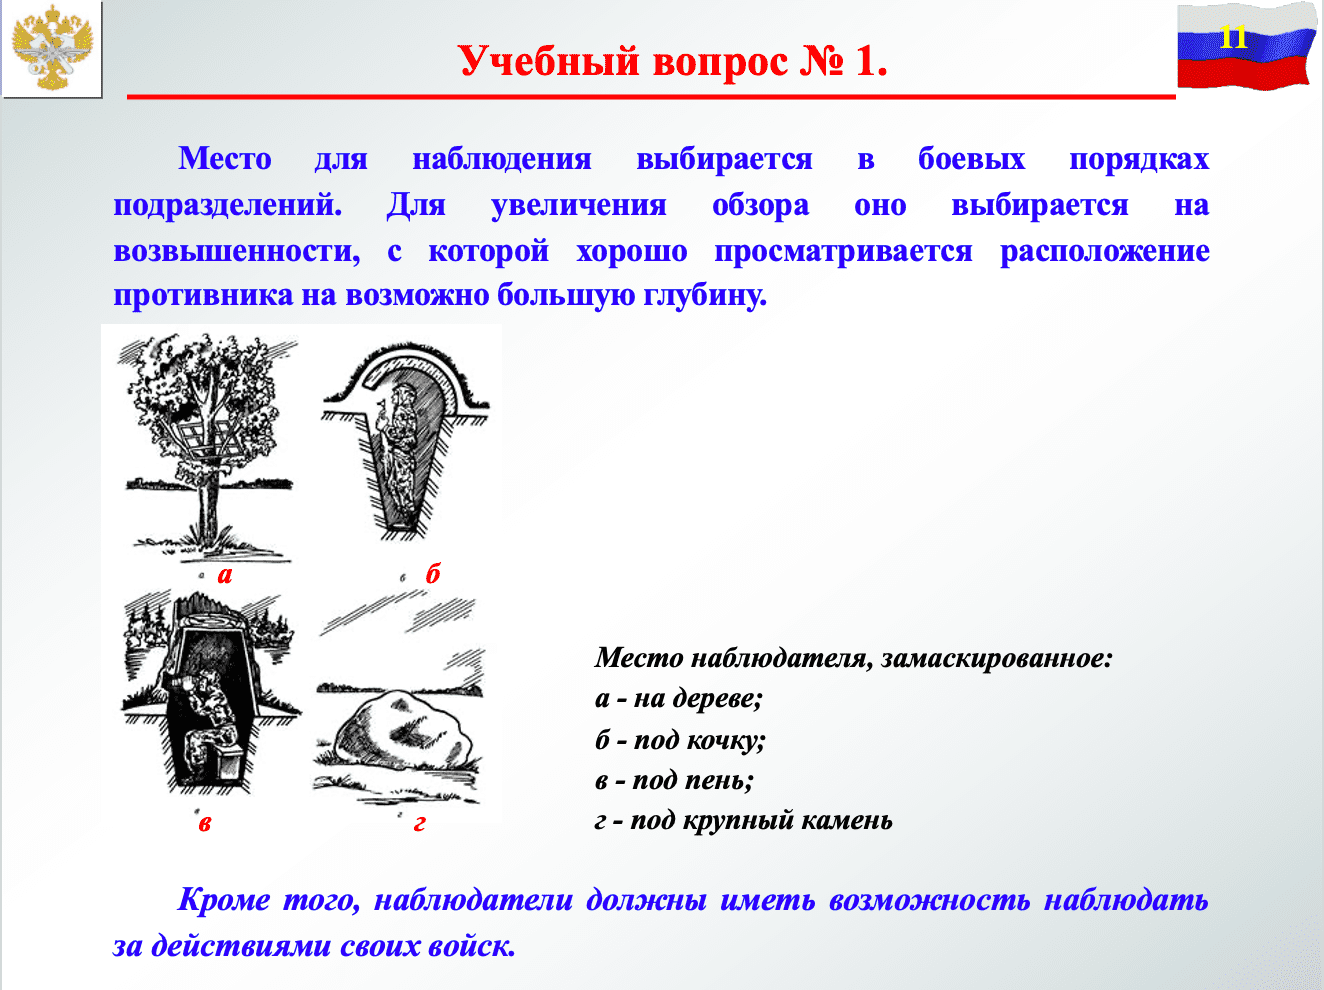 11
Учебный вопрос № 1.
Место для наблюдения выбирается в боевых порядках
подразделений. Для увеличения обзора оно выбирается на
возвышенности, с которой хорошо просматривается расположение
противника на возможно большую глубину.
а
б
в
г
Место наблюдателя, замаскированное:
а - на дереве;
б - под кочку;
в - под пень;
г - под крупный камень
Кроме того, наблюдатели должны иметь возможность наблюдать
за действиями своих войск.